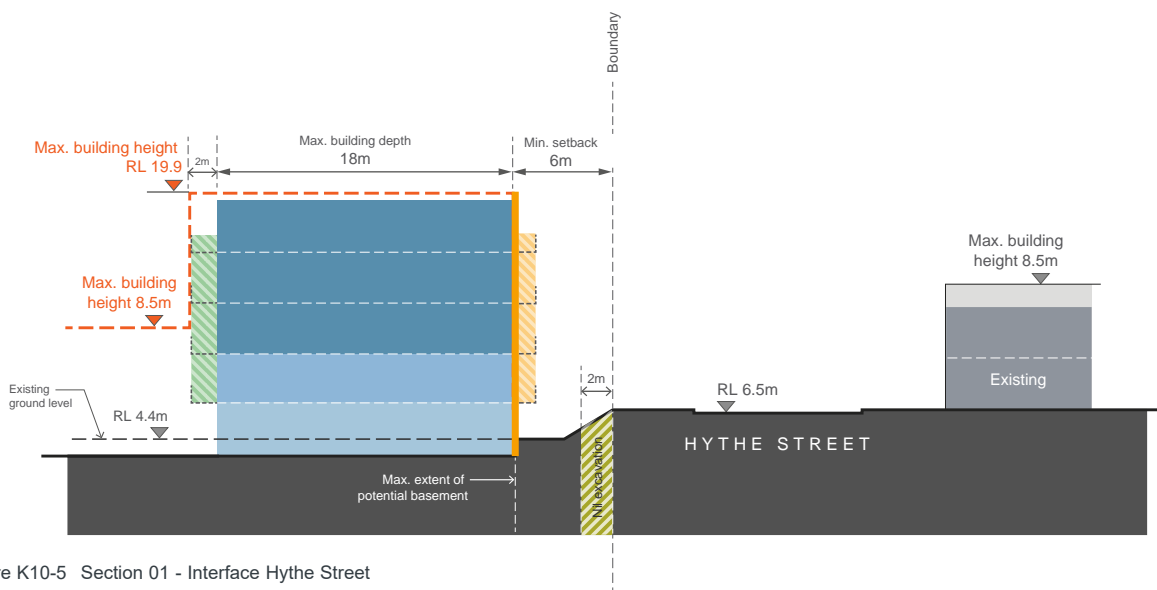 Boundary
Max. building height
RL 19.9
2m
Max. building depth
18m
Min. setback
6m
Max. building
height 8.5m
Max. building
height 8.5m
Existing
ground level
RL 4.4m
2m
RL 6.5m
Existing
HYTHE STREET
Max. extent of
potential basement
Nil excavation
e K10-5 Section 01 - Interface Hythe Street